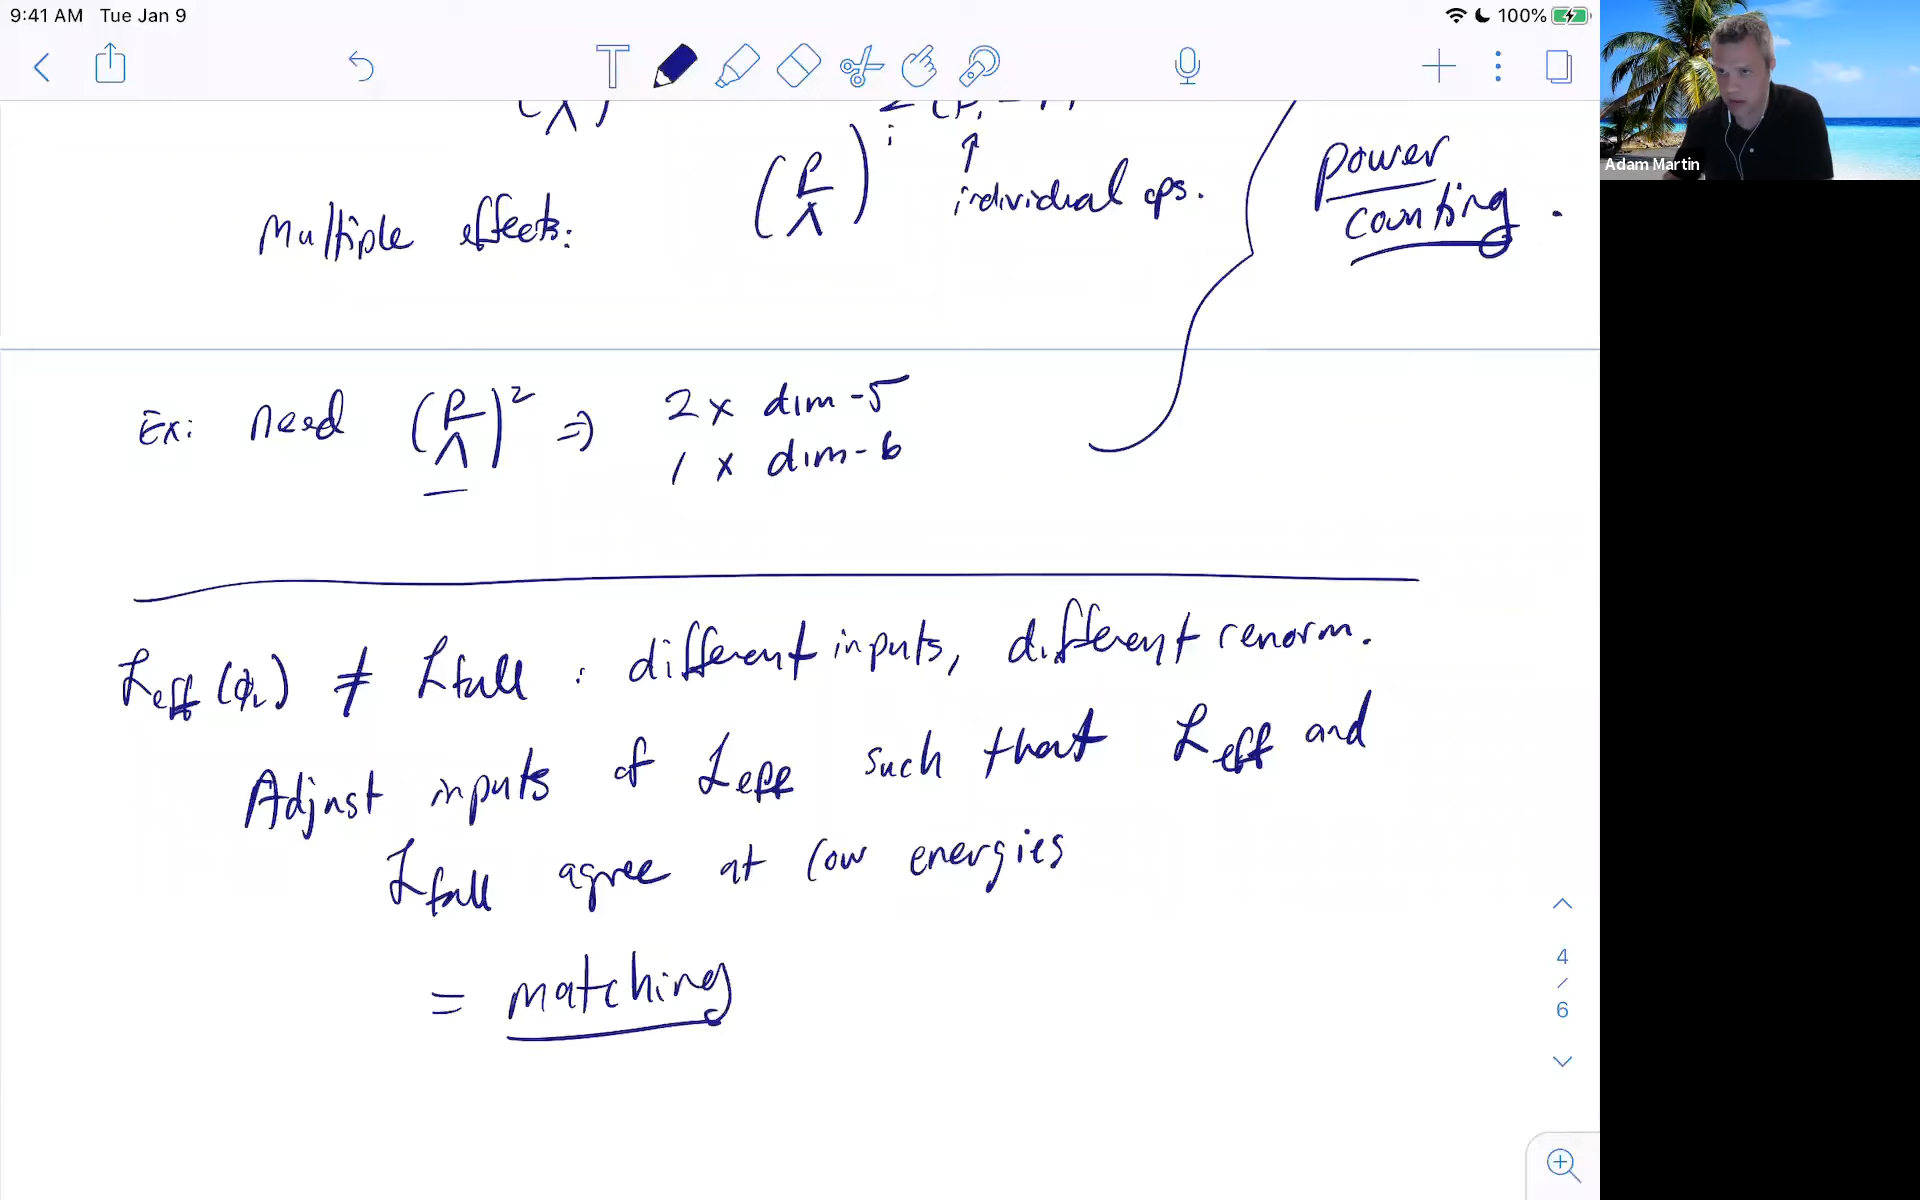 9:41 AM Tue Jan 9
100%
Adam Martin
Multiple effects: (P/Λ)^Σ_i
individual ops.
power
counting.
Ex: need (P/Λ)² ⇒ 2 x dim-5
1 x dim-6
ℒeff(φL) ≠ ℒfull : different inputs, different renorm.
Adjust inputs of ℒeff such that ℒeff and
ℒfull agree at low energies
= matching
4
/
6